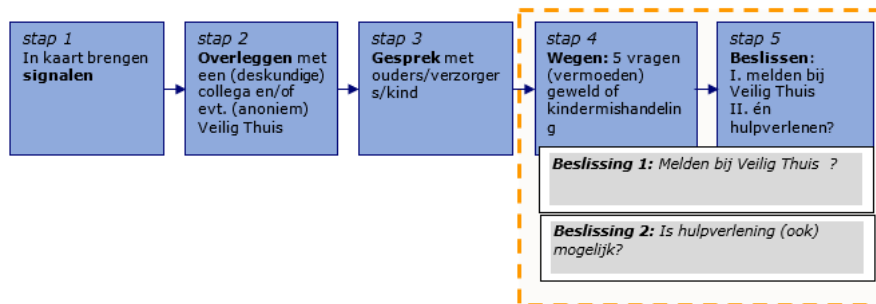 stap 1
In kaart brengen
signalen
stap 2
Overleggen met
een (deskundige)
collega en/of
evt. (anoniem)
Veilig Thuis
stap 3
Gesprek met
ouders/verzorger
s/kind
stap 4
Wegen: 5 vragen
(vermoeden)
geweld of
kindermishandelin
g
stap 5
Beslissen:
I. melden bij
Veilig Thuis
II. én
hulpverlenen?
Beslissing 1: Melden bij Veilig Thuis ?
Beslissing 2: Is hulpverlening (ook)
mogelijk?